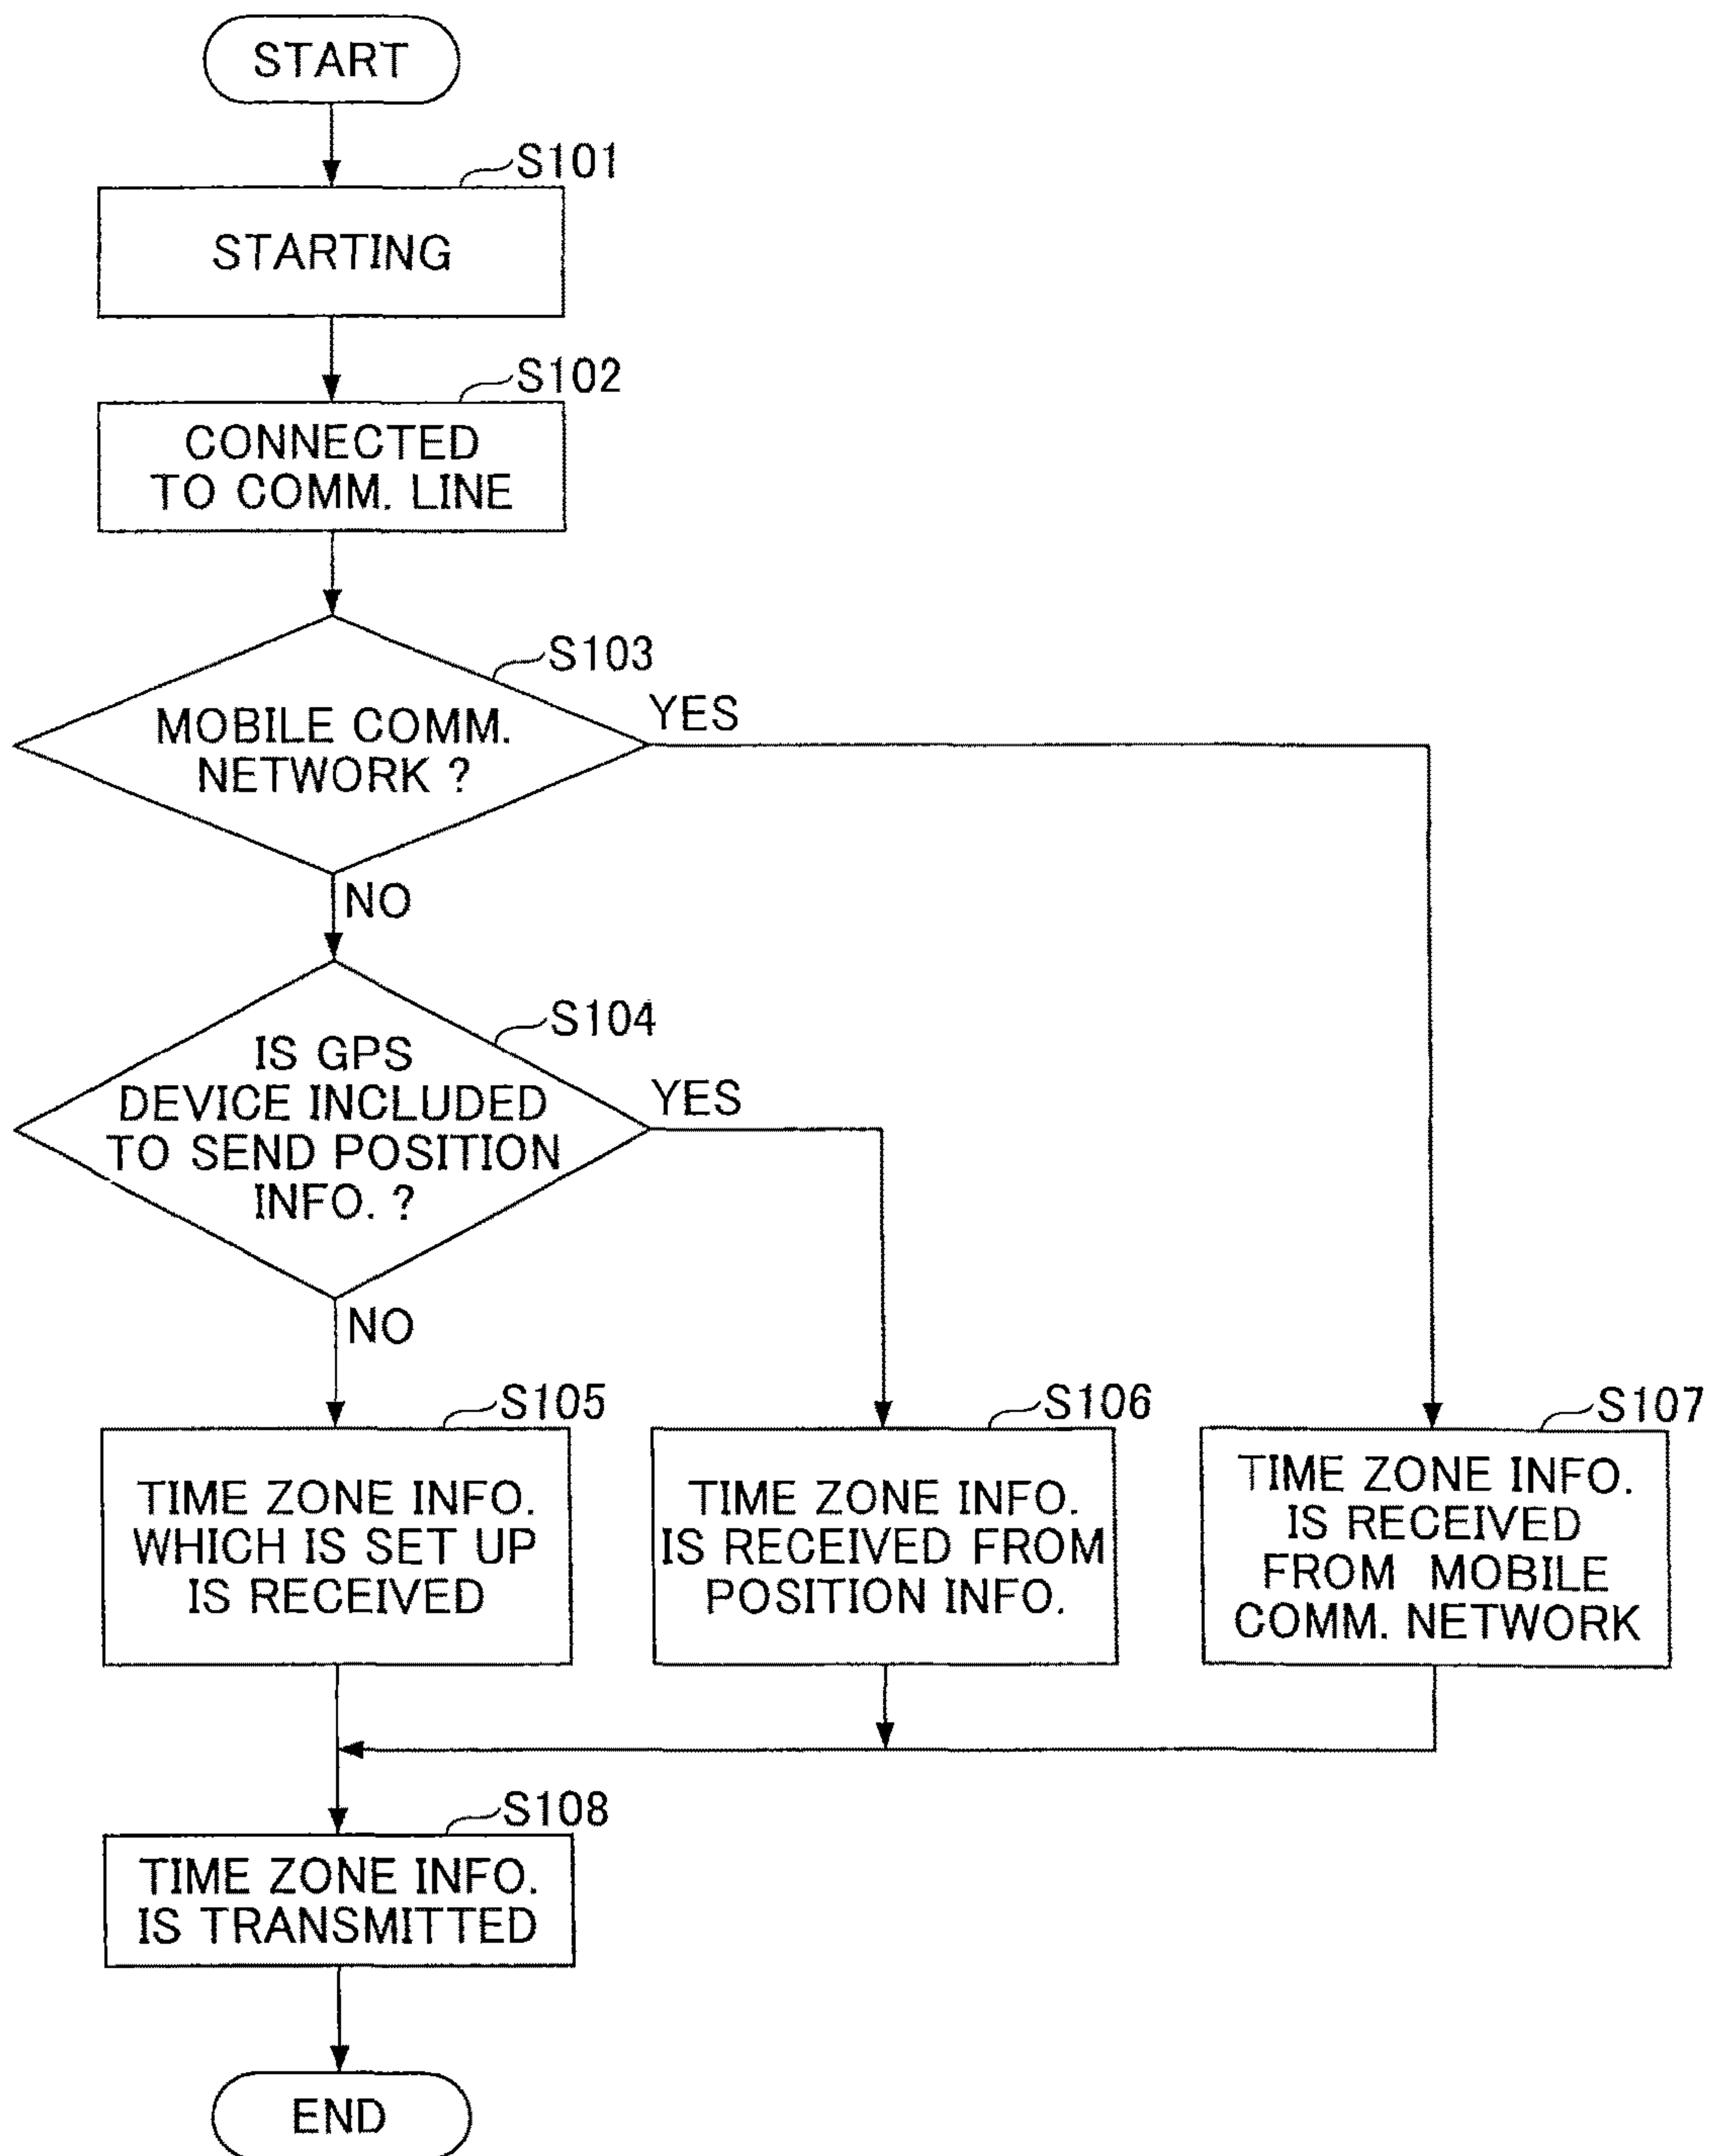 START
S101
STARTING
S102
CONNECTED
TO COMM. LINE
S103
MOBILE COMM.
NETWORK ?
YES
NO
S104
IS GPS
DEVICE INCLUDED
TO SEND POSITION
INFO. ?
YES
NO
S105
TIME ZONE INFO.
WHICH IS SET UP
IS RECEIVED
S106
TIME ZONE INFO.
IS RECEIVED FROM
POSITION INFO.
S107
TIME ZONE INFO.
IS RECEIVED
FROM MOBILE
COMM. NETWORK
S108
TIME ZONE INFO.
IS TRANSMITTED
END